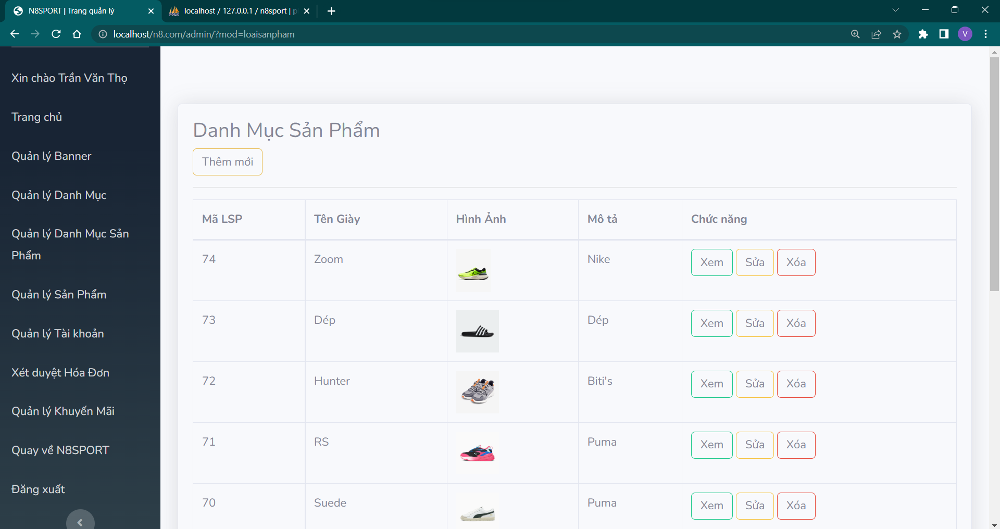 N8SPORT | Trang quản lý
localhost / 127.0.0.1 / n8sport | p
localhost/n8.com/admin/?mod=loaisanpham
V
Xin chào Trần Văn Thọ
Trang chủ
Quản lý Banner
Quản lý Danh Mục
Quản lý Danh Mục Sản
Phẩm
Quản lý Sản Phẩm
Quản lý Tài khoản
Xét duyệt Hóa Đơn
Quản lý Khuyến Mãi
Quay về N8SPORT
Đăng xuất
Danh Mục Sản Phẩm
Thêm mới
Mã LSP Tên Giày Hình Ảnh Mô tả Chức năng
74 Zoom Nike Xem Sửa Xóa
73 Dép Dép Xem Sửa Xóa
72 Hunter Biti's Xem Sửa Xóa
71 RS Puma Xem Sửa Xóa
70 Suede Puma Xem Sửa Xóa